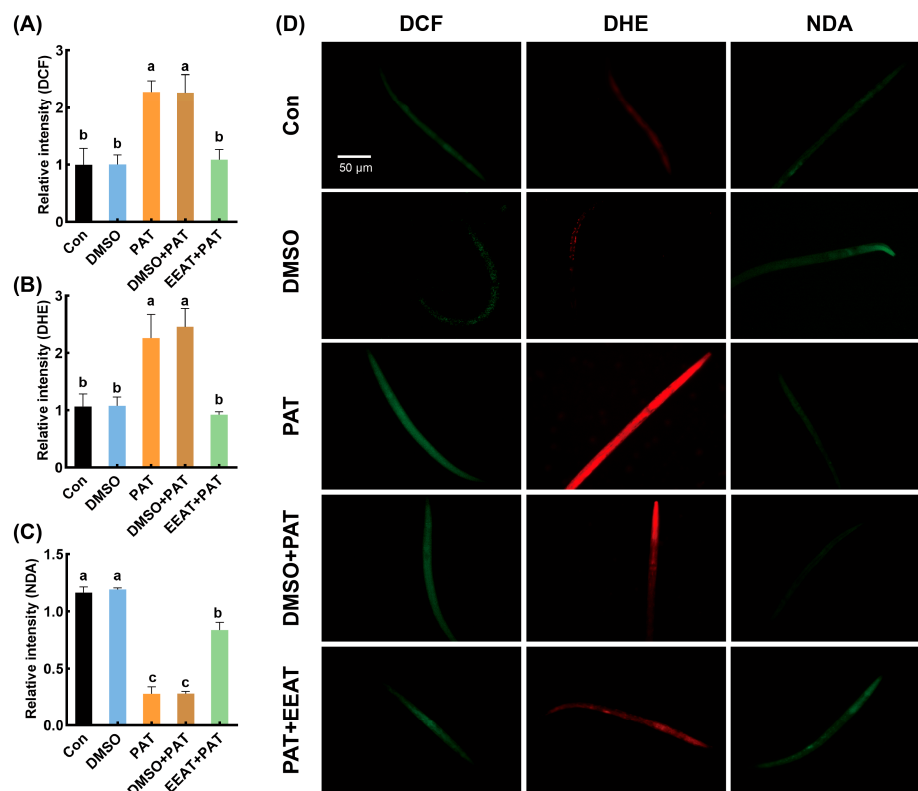 (A)
Relative intensity (DCF)
3
2
1
0
b
b
a
a
b
Con
DMSO
PAT
DMSO+PAT
EEAT+PAT
(B)
Relative intensity (DHE)
3
2
1
0
b
b
a
a
b
Con
DMSO
PAT
DMSO+PAT
EEAT+PAT
(C)
Relative intensity (NDA)
1.5
1.0
0.5
0.0
a
a
c
c
b
Con
DMSO
PAT
DMSO+PAT
EEAT+PAT
(D)
DCF
DHE
NDA
Con
50 µm
DMSO
PAT
DMSO+PAT
PAT+EEAT